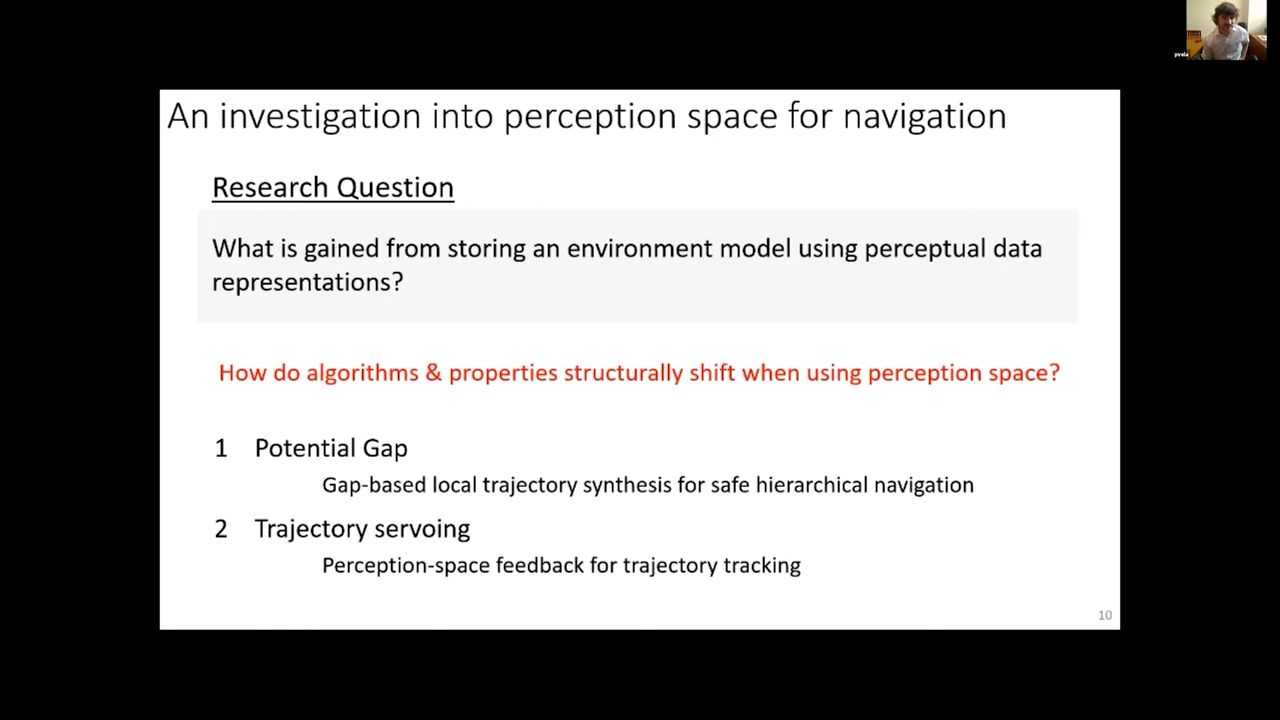 pvela
An investigation into perception space for navigation
Research Question
What is gained from storing an environment model using perceptual data
representations?
How do algorithms & properties structurally shift when using perception space?
1 Potential Gap
Gap-based local trajectory synthesis for safe hierarchical navigation
2 Trajectory servoing
Perception-space feedback for trajectory tracking
10